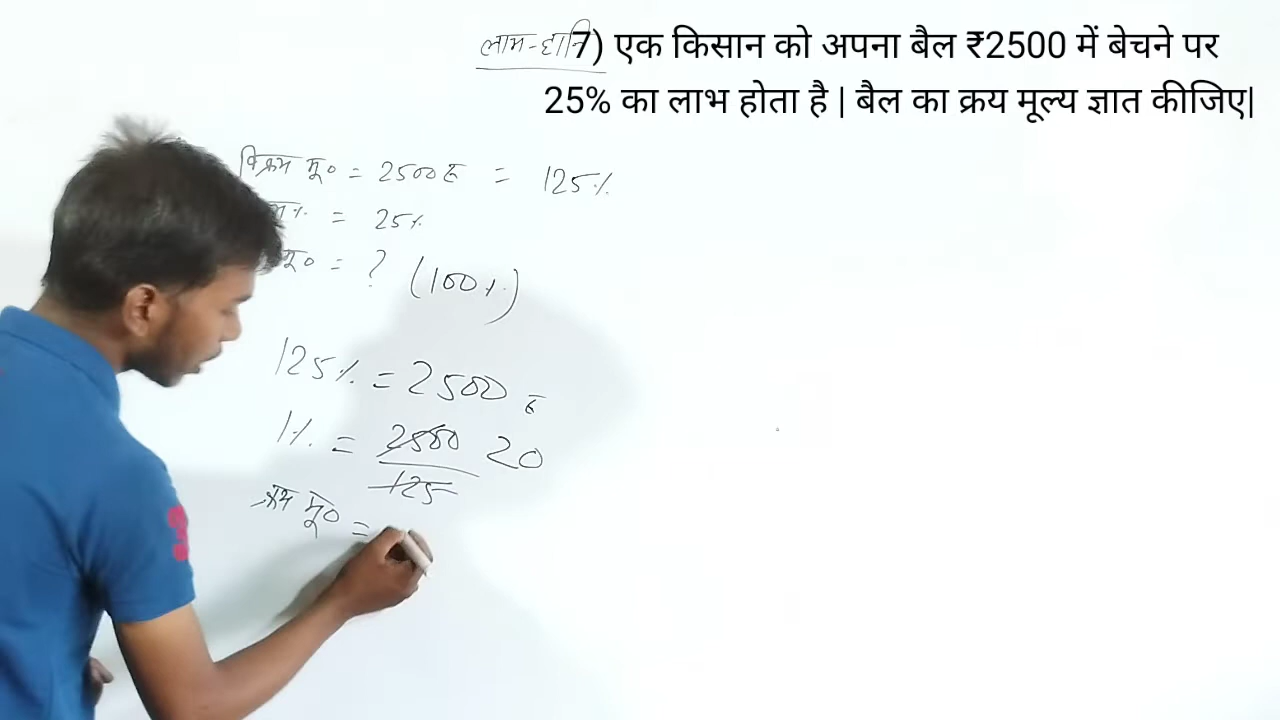 लाभ-हानि 7) एक किसान को अपना बैल ₹2500 में बेचने पर
25% का लाभ होता है | बैल का क्रय मूल्य ज्ञात कीजिए|
विक्रय मू० = 2500 रु = 125%
= 25%
मू० = ? (100%)
125% = 2500 रु
1% = 2500 20
125
क्रय मू० =